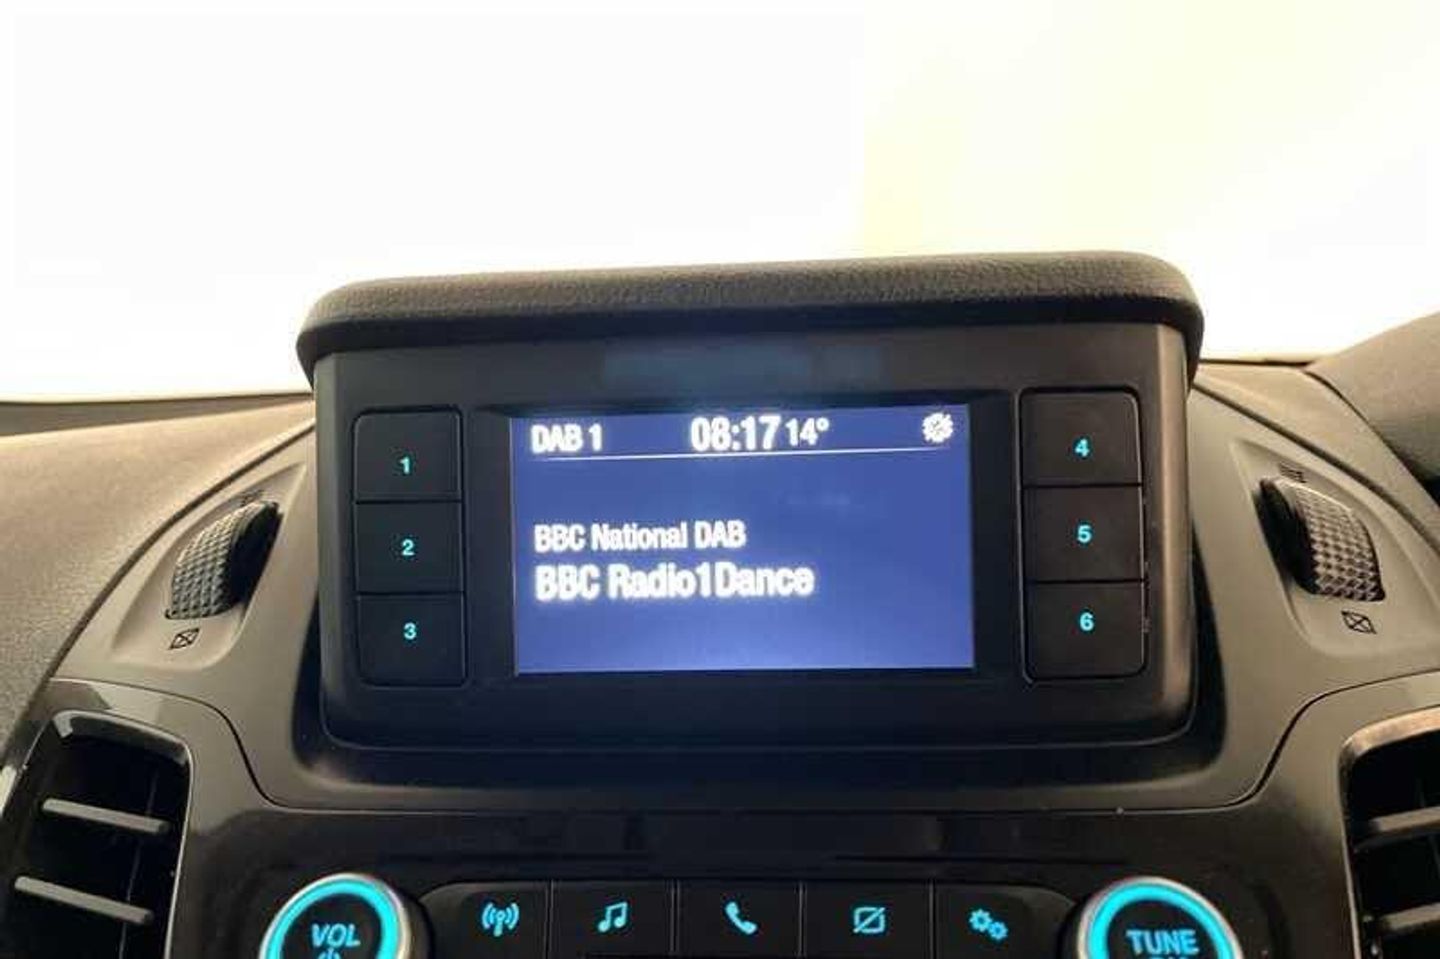 DAB 1 08:17 14°
1
4
BBC National DAB
2
5
BBC Radio1Dance
3
6
VOL
TUNE